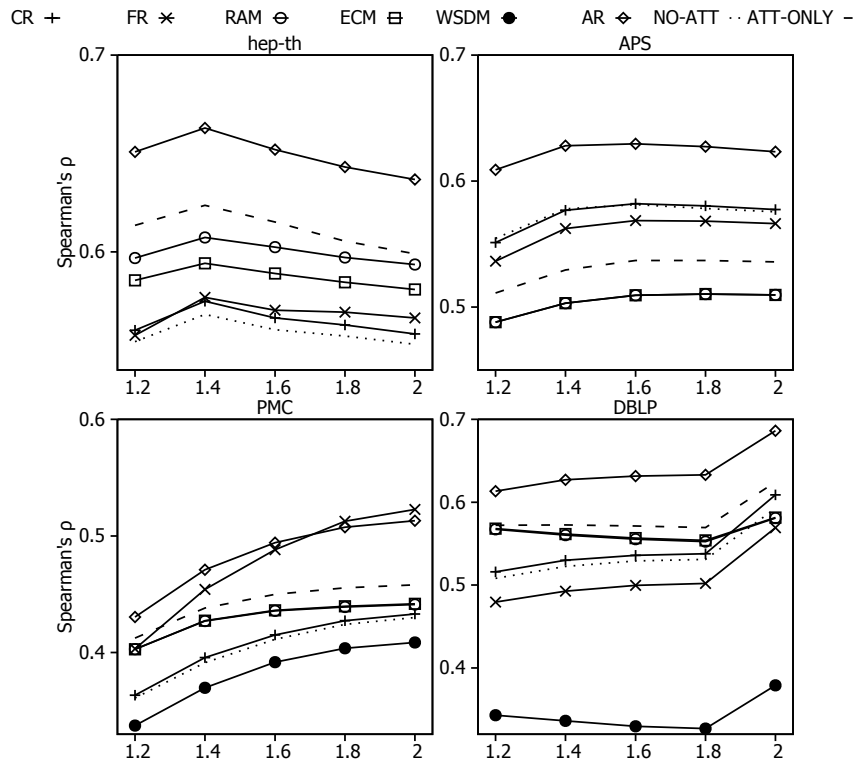 CR FR RAM ECM WSDM AR NO-ATT ATT-ONLY
hep-th APS
0.7 0.7
0.6 0.6
0.5
Spearman's ρ
1.2 1.4 1.6 1.8 2 1.2 1.4 1.6 1.8 2
PMC DBLP
0.6 0.7
0.5 0.6
0.4 0.5
0.4
Spearman's ρ
1.2 1.4 1.6 1.8 2 1.2 1.4 1.6 1.8 2